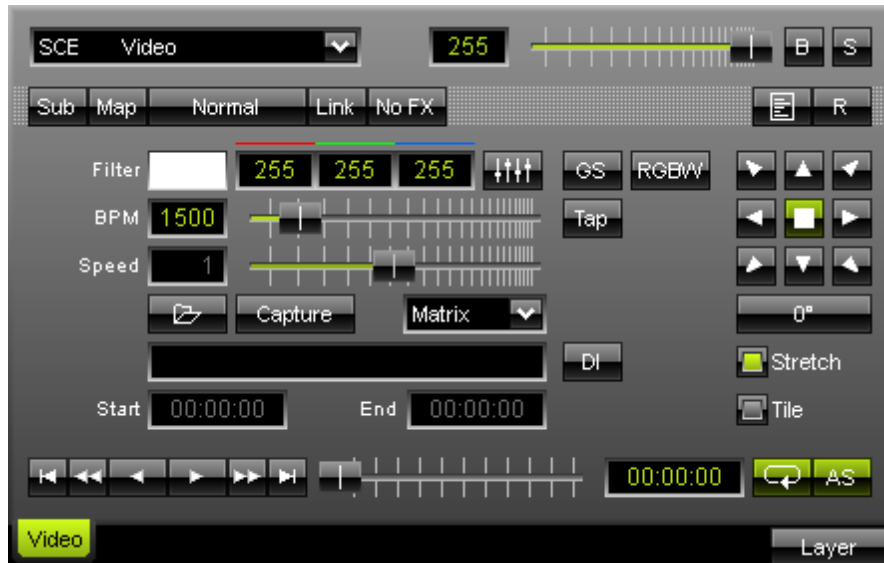 SCE Video 255 B S
Sub Map Normal Link No FX R
Filter 255 255 255 GS RGBW
BPM 1500 Tap
Speed 1
Capture Matrix 0°
DI Stretch
Start 00:00:00 End 00:00:00 Tile
00:00:00 AS
Video Layer